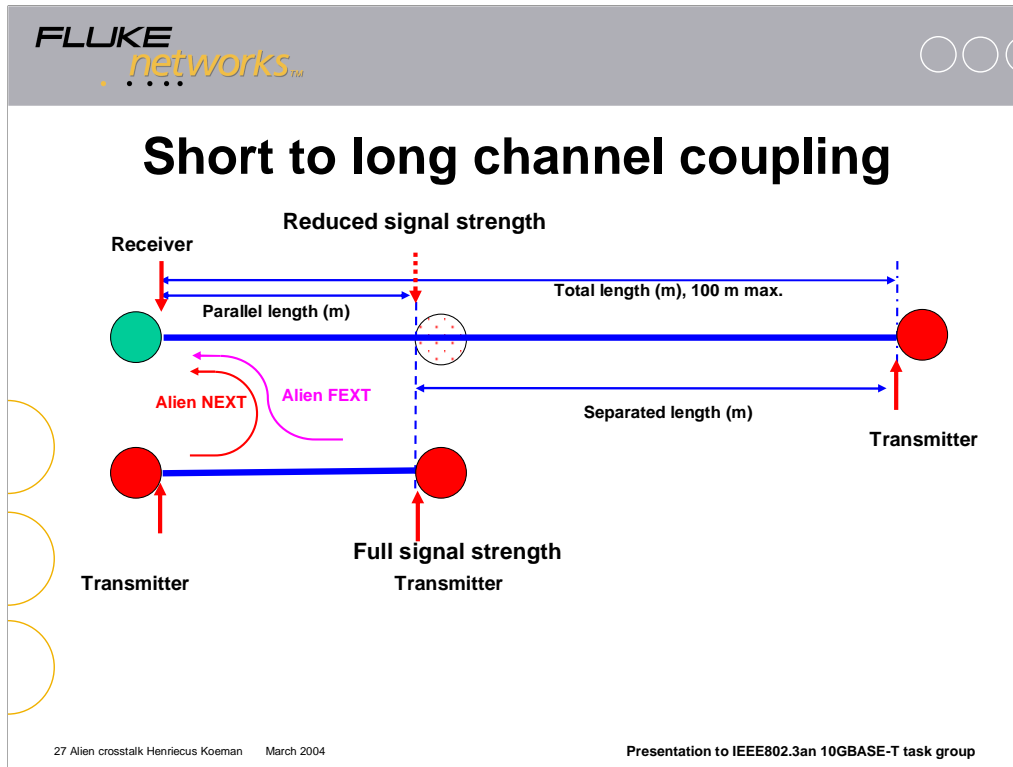 FLUKE
networks™
Short to long channel coupling
Reduced signal strength
Receiver
Total length (m), 100 m max.
Parallel length (m)
Alien NEXT
Alien FEXT
Separated length (m)
Transmitter
Full signal strength
Transmitter
Transmitter
27 Alien crosstalk Henriecus Koeman March 2004
Presentation to IEEE802.3an 10GBASE-T task group